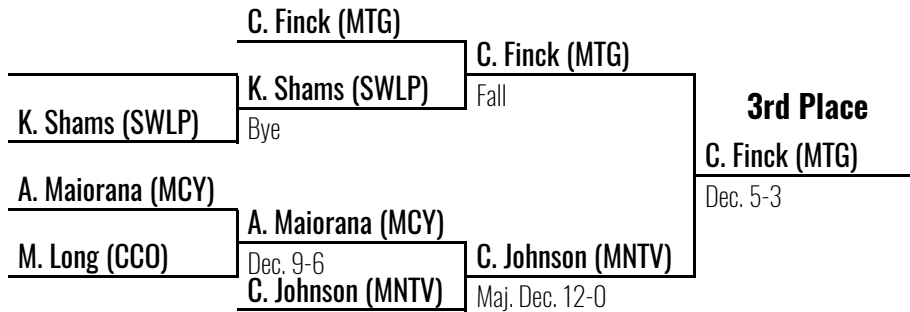 C. Finck (MTG)
C. Finck (MTG)
K. Shams (SWLP)
Fall
3rd Place
K. Shams (SWLP)
Bye
C. Finck (MTG)
A. Maiorana (MCY)
Dec. 5-3
A. Maiorana (MCY)
M. Long (CCO)
Dec. 9-6
C. Johnson (MNTV)
C. Johnson (MNTV)
Maj. Dec. 12-0